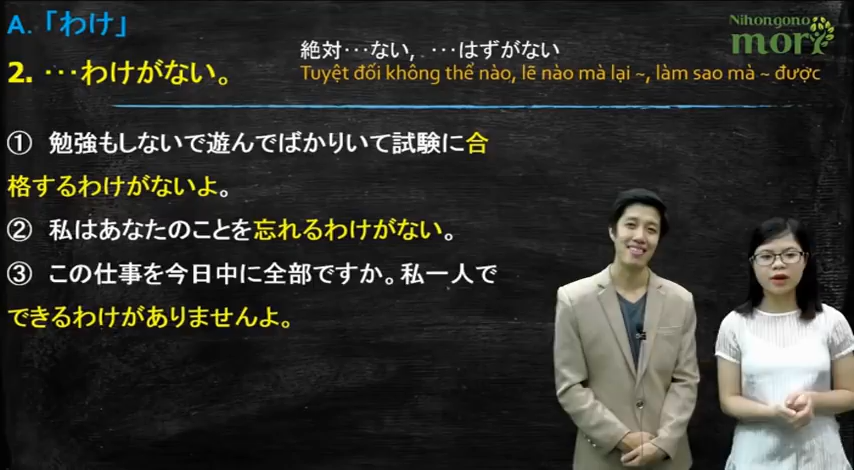 A. 「わけ」
Nihongono
mori
2. ･･･わけがない。
絶対･･･ない, ･･･はずがない
Tuyệt đối không thể nào, lẽ nào mà lại ~, làm sao mà ~ được
① 勉強もしないで遊んでばかりいて試験に合
格するわけがないよ。
② 私はあなたのことを忘れるわけがない。
③ この仕事を今日中に全部ですか。私一人で
できるわけがありませんよ。